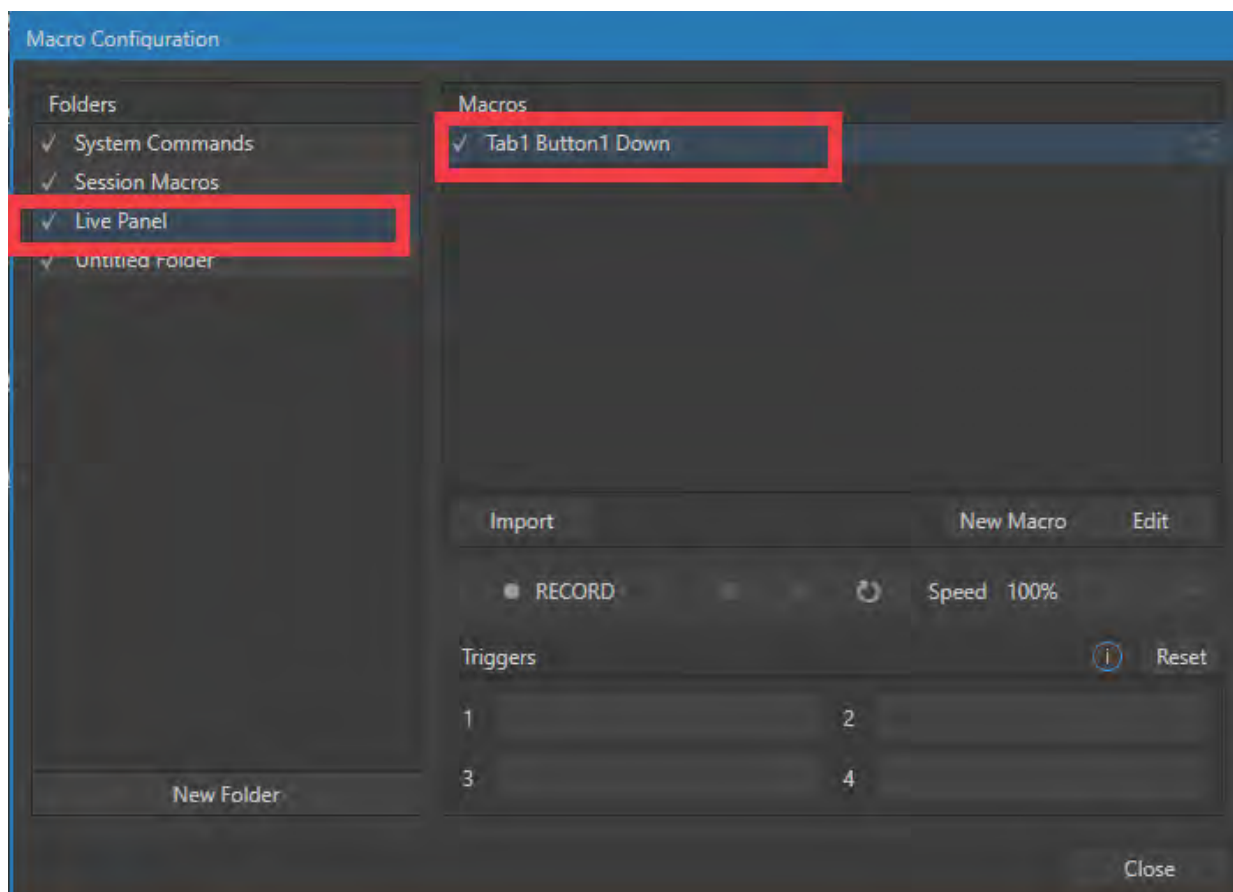 Macro Configuration
Folders
System Commands
Session Macros
Live Panel
Untitled Folder
New Folder
Macros
Tab1 Button1 Down
Import New Macro Edit
RECORD Speed 100%
Triggers Reset
1 2
3 4
Close